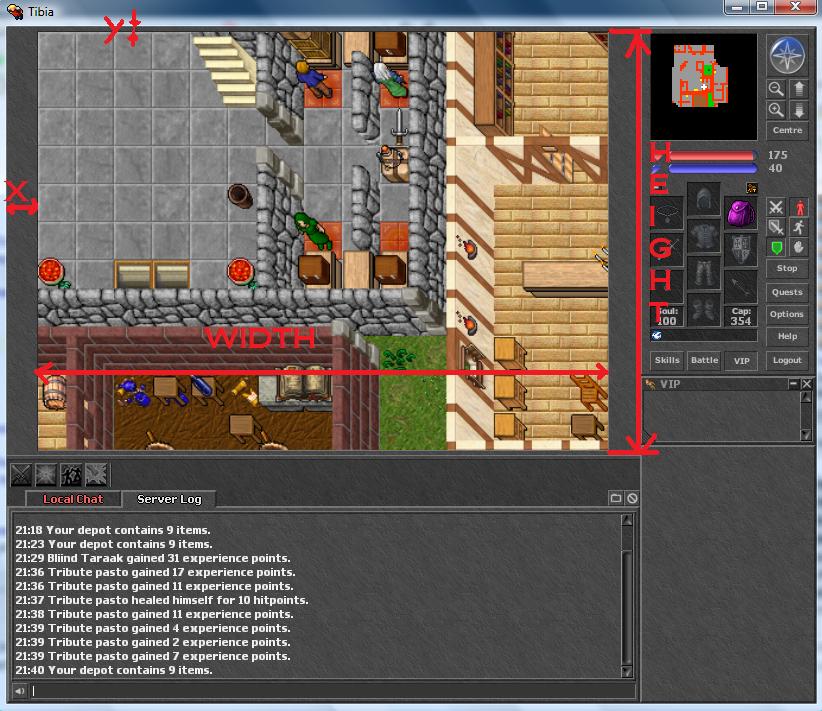 Tibia
Y
X
WIDTH
HEIGHT
Centre
175
40
Soul:
100
Cap:
354
Stop
Quests
Options
Help
Skills
Battle
VIP
Logout
VIP
Local Chat
Server Log
21:18 Your depot contains 9 items.
21:23 Your depot contains 9 items.
21:29 Bliind Taraak gained 31 experience points.
21:36 Tribute pasto gained 17 experience points.
21:36 Tribute pasto gained 11 experience points.
21:37 Tribute pasto healed himself for 10 hitpoints.
21:38 Tribute pasto gained 11 experience points.
21:39 Tribute pasto gained 4 experience points.
21:39 Tribute pasto gained 2 experience points.
21:39 Tribute pasto gained 7 experience points.
21:40 Your depot contains 9 items.